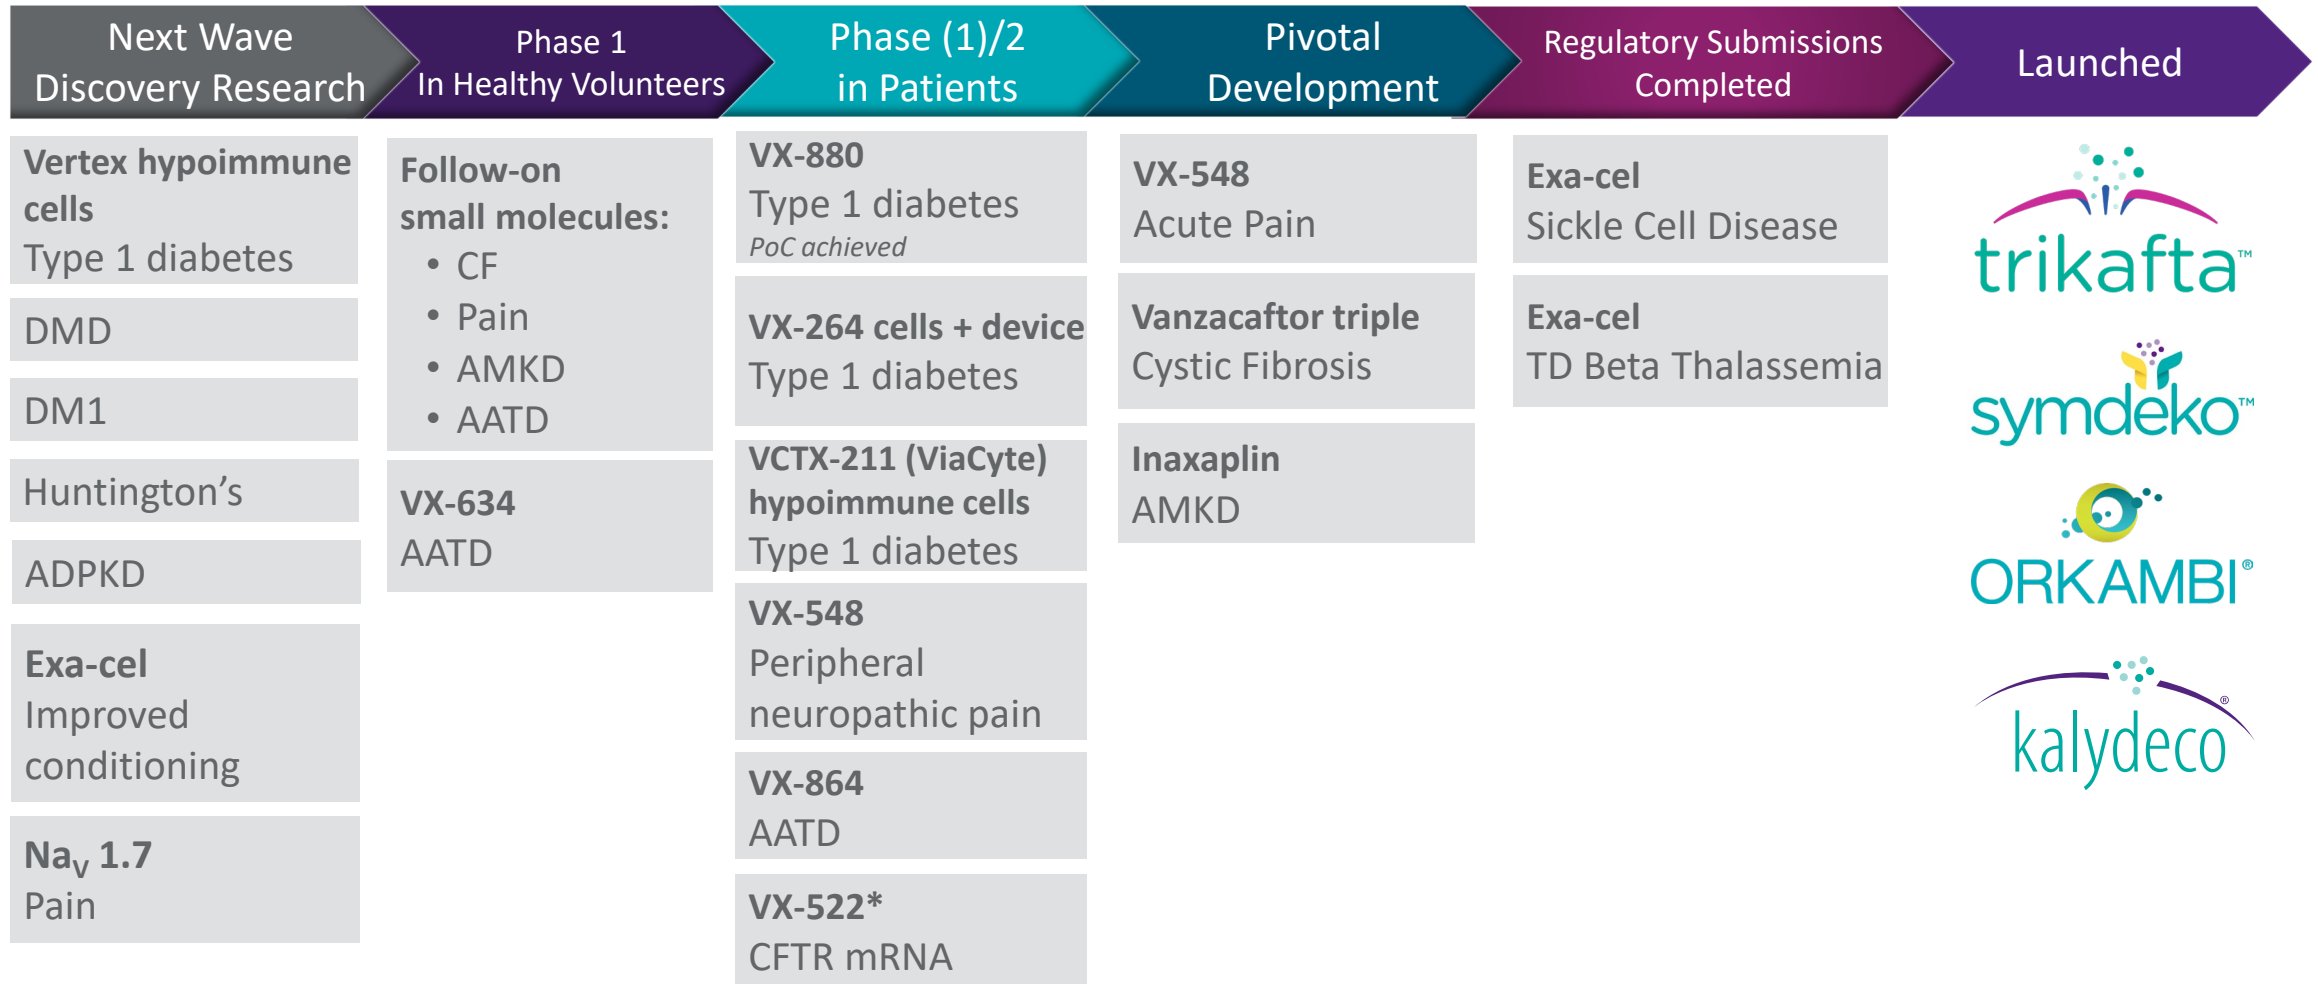 Next Wave
Discovery Research
Phase 1
In Healthy Volunteers
Phase (1)/2
in Patients
Pivotal
Development
Regulatory Submissions
Completed
Launched
Vertex hypoimmune
cells
Type 1 diabetes
DMD
DM1
Huntington’s
ADPKD
Exa-cel
Improved
conditioning
NaV 1.7
Pain
Follow-on
small molecules:
• CF
• Pain
• AMKD
• AATD
VX-634
AATD
VX-880
Type 1 diabetes
PoC achieved
VX-264 cells + device
Type 1 diabetes
VCTX-211 (ViaCyte)
hypoimmune cells
Type 1 diabetes
VX-548
Peripheral
neuropathic pain
VX-864
AATD
VX-522*
CFTR mRNA
VX-548
Acute Pain
Vanzacaftor triple
Cystic Fibrosis
Inaxaplin
AMKD
Exa-cel
Sickle Cell Disease
Exa-cel
TD Beta Thalassemia
trikafta™
symdeko™
ORKAMBI®
kalydeco®